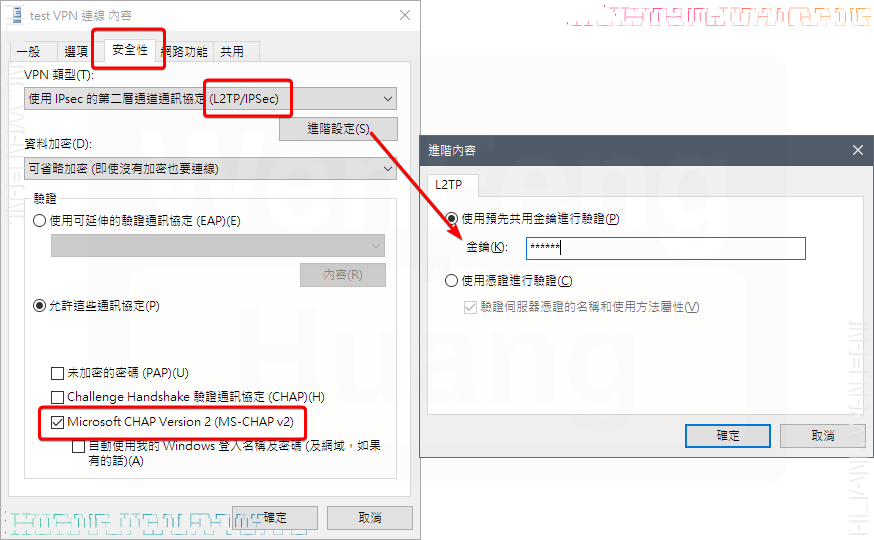 test VPN 連線 內容
一般
選項
安全性
網路功能
共用
VPN 類型(T):
使用 IPsec 的第二層通道通訊協定 (L2TP/IPSec)
進階設定(S)
資料加密(D):
可省略加密 (即使沒有加密也要連線)
驗證
使用可延伸的驗證通訊協定 (EAP)(E)
內容(R)
允許這些通訊協定(P)
未加密的密碼 (PAP)(U)
Challenge Handshake 驗證通訊協定 (CHAP)(H)
Microsoft CHAP Version 2 (MS-CHAP v2)
自動使用我的 Windows 登入名稱及密碼 (及網域，如果
有的話)(A)
確定
取消
進階內容
L2TP
使用預先共用金鑰進行驗證(P)
金鑰(K):
******
使用憑證進行驗證(C)
驗證伺服器憑證的名稱和使用方法屬性(V)
確定
取消
Huang